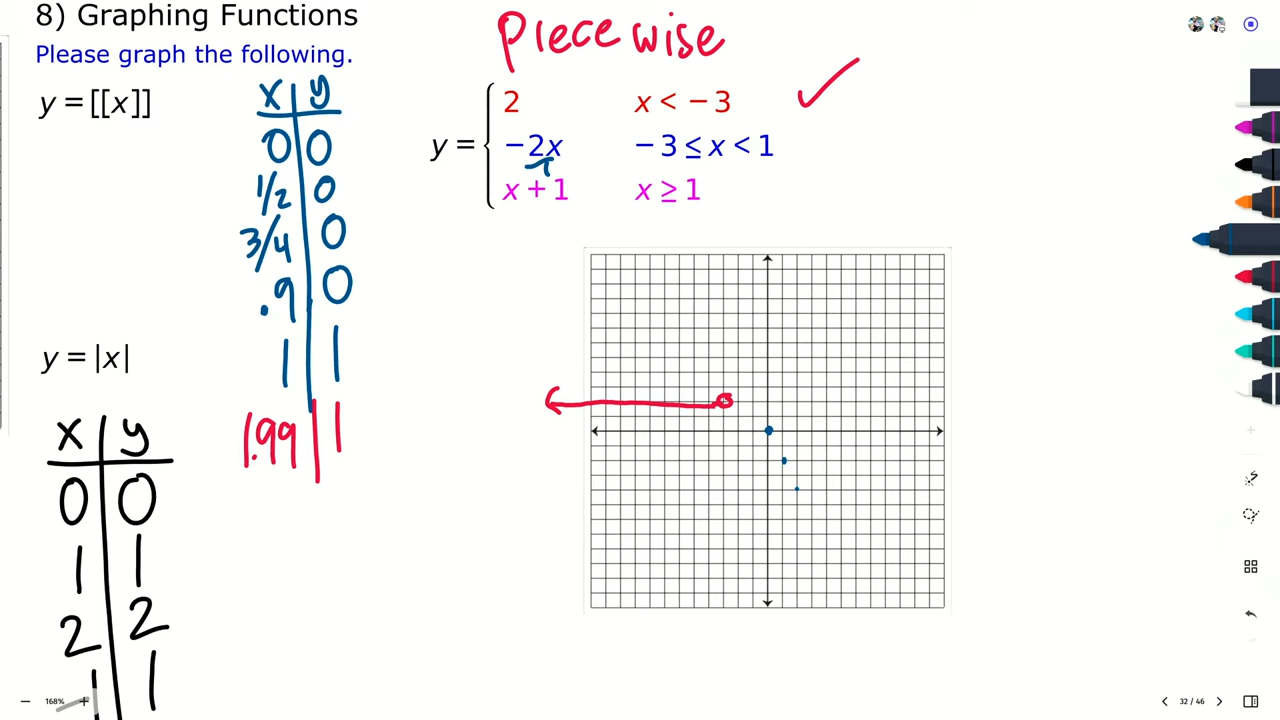 8) Graphing Functions
Please graph the following.
y = [[x]]
x y
0 0
1/2 0
3/4 0
.9 0
1 1
1.99 1
y = |x|
x y
0 0
1 1
2 2
-1 1
Piecewise
y = { 2 x < −3
−2x −3 ≤ x < 1
1
x + 1 x ≥ 1
168%
32 / 46